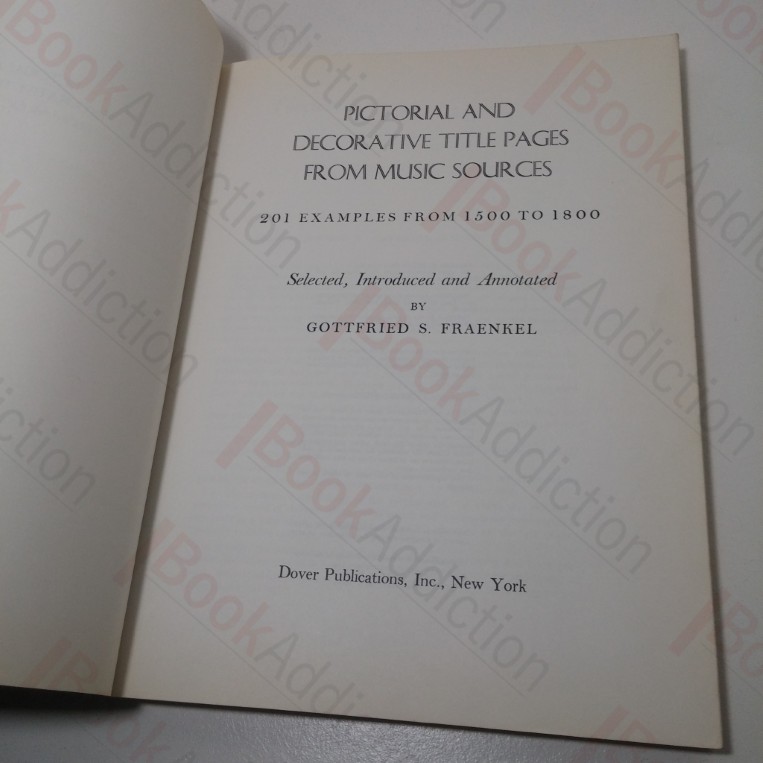 PICTORIAL AND
DECORATIVE TITLE PAGES
FROM MUSIC SOURCES
201 EXAMPLES FROM 1500 TO 1800
Selected, Introduced and Annotated
BY
GOTTFRIED S. FRAENKEL
Dover Publications, Inc., New York
BookAddiction